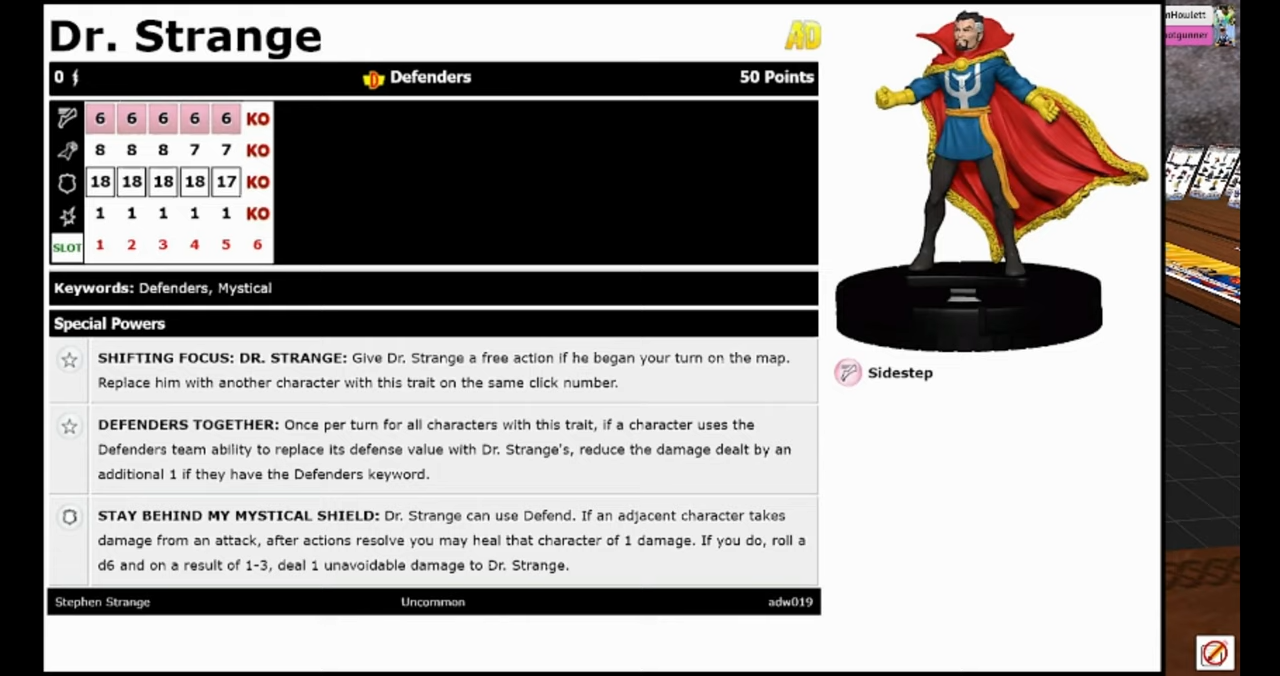 Dr. Strange
AD
0 Defenders 50 Points
6 6 6 6 6 KO
8 8 8 7 7 KO
18 18 18 18 17 KO
1 1 1 1 1 KO
SLOT 1 2 3 4 5 6
Keywords: Defenders, Mystical
Special Powers
SHIFTING FOCUS: DR. STRANGE: Give Dr. Strange a free action if he began your turn on the map.
Replace him with another character with this trait on the same click number.
DEFENDERS TOGETHER: Once per turn for all characters with this trait, if a character uses the
Defenders team ability to replace its defense value with Dr. Strange's, reduce the damage dealt by an
additional 1 if they have the Defenders keyword.
STAY BEHIND MY MYSTICAL SHIELD: Dr. Strange can use Defend. If an adjacent character takes
damage from an attack, after actions resolve you may heal that character of 1 damage. If you do, roll a
d6 and on a result of 1-3, deal 1 unavoidable damage to Dr. Strange.
Stephen Strange Uncommon adw019
Sidestep